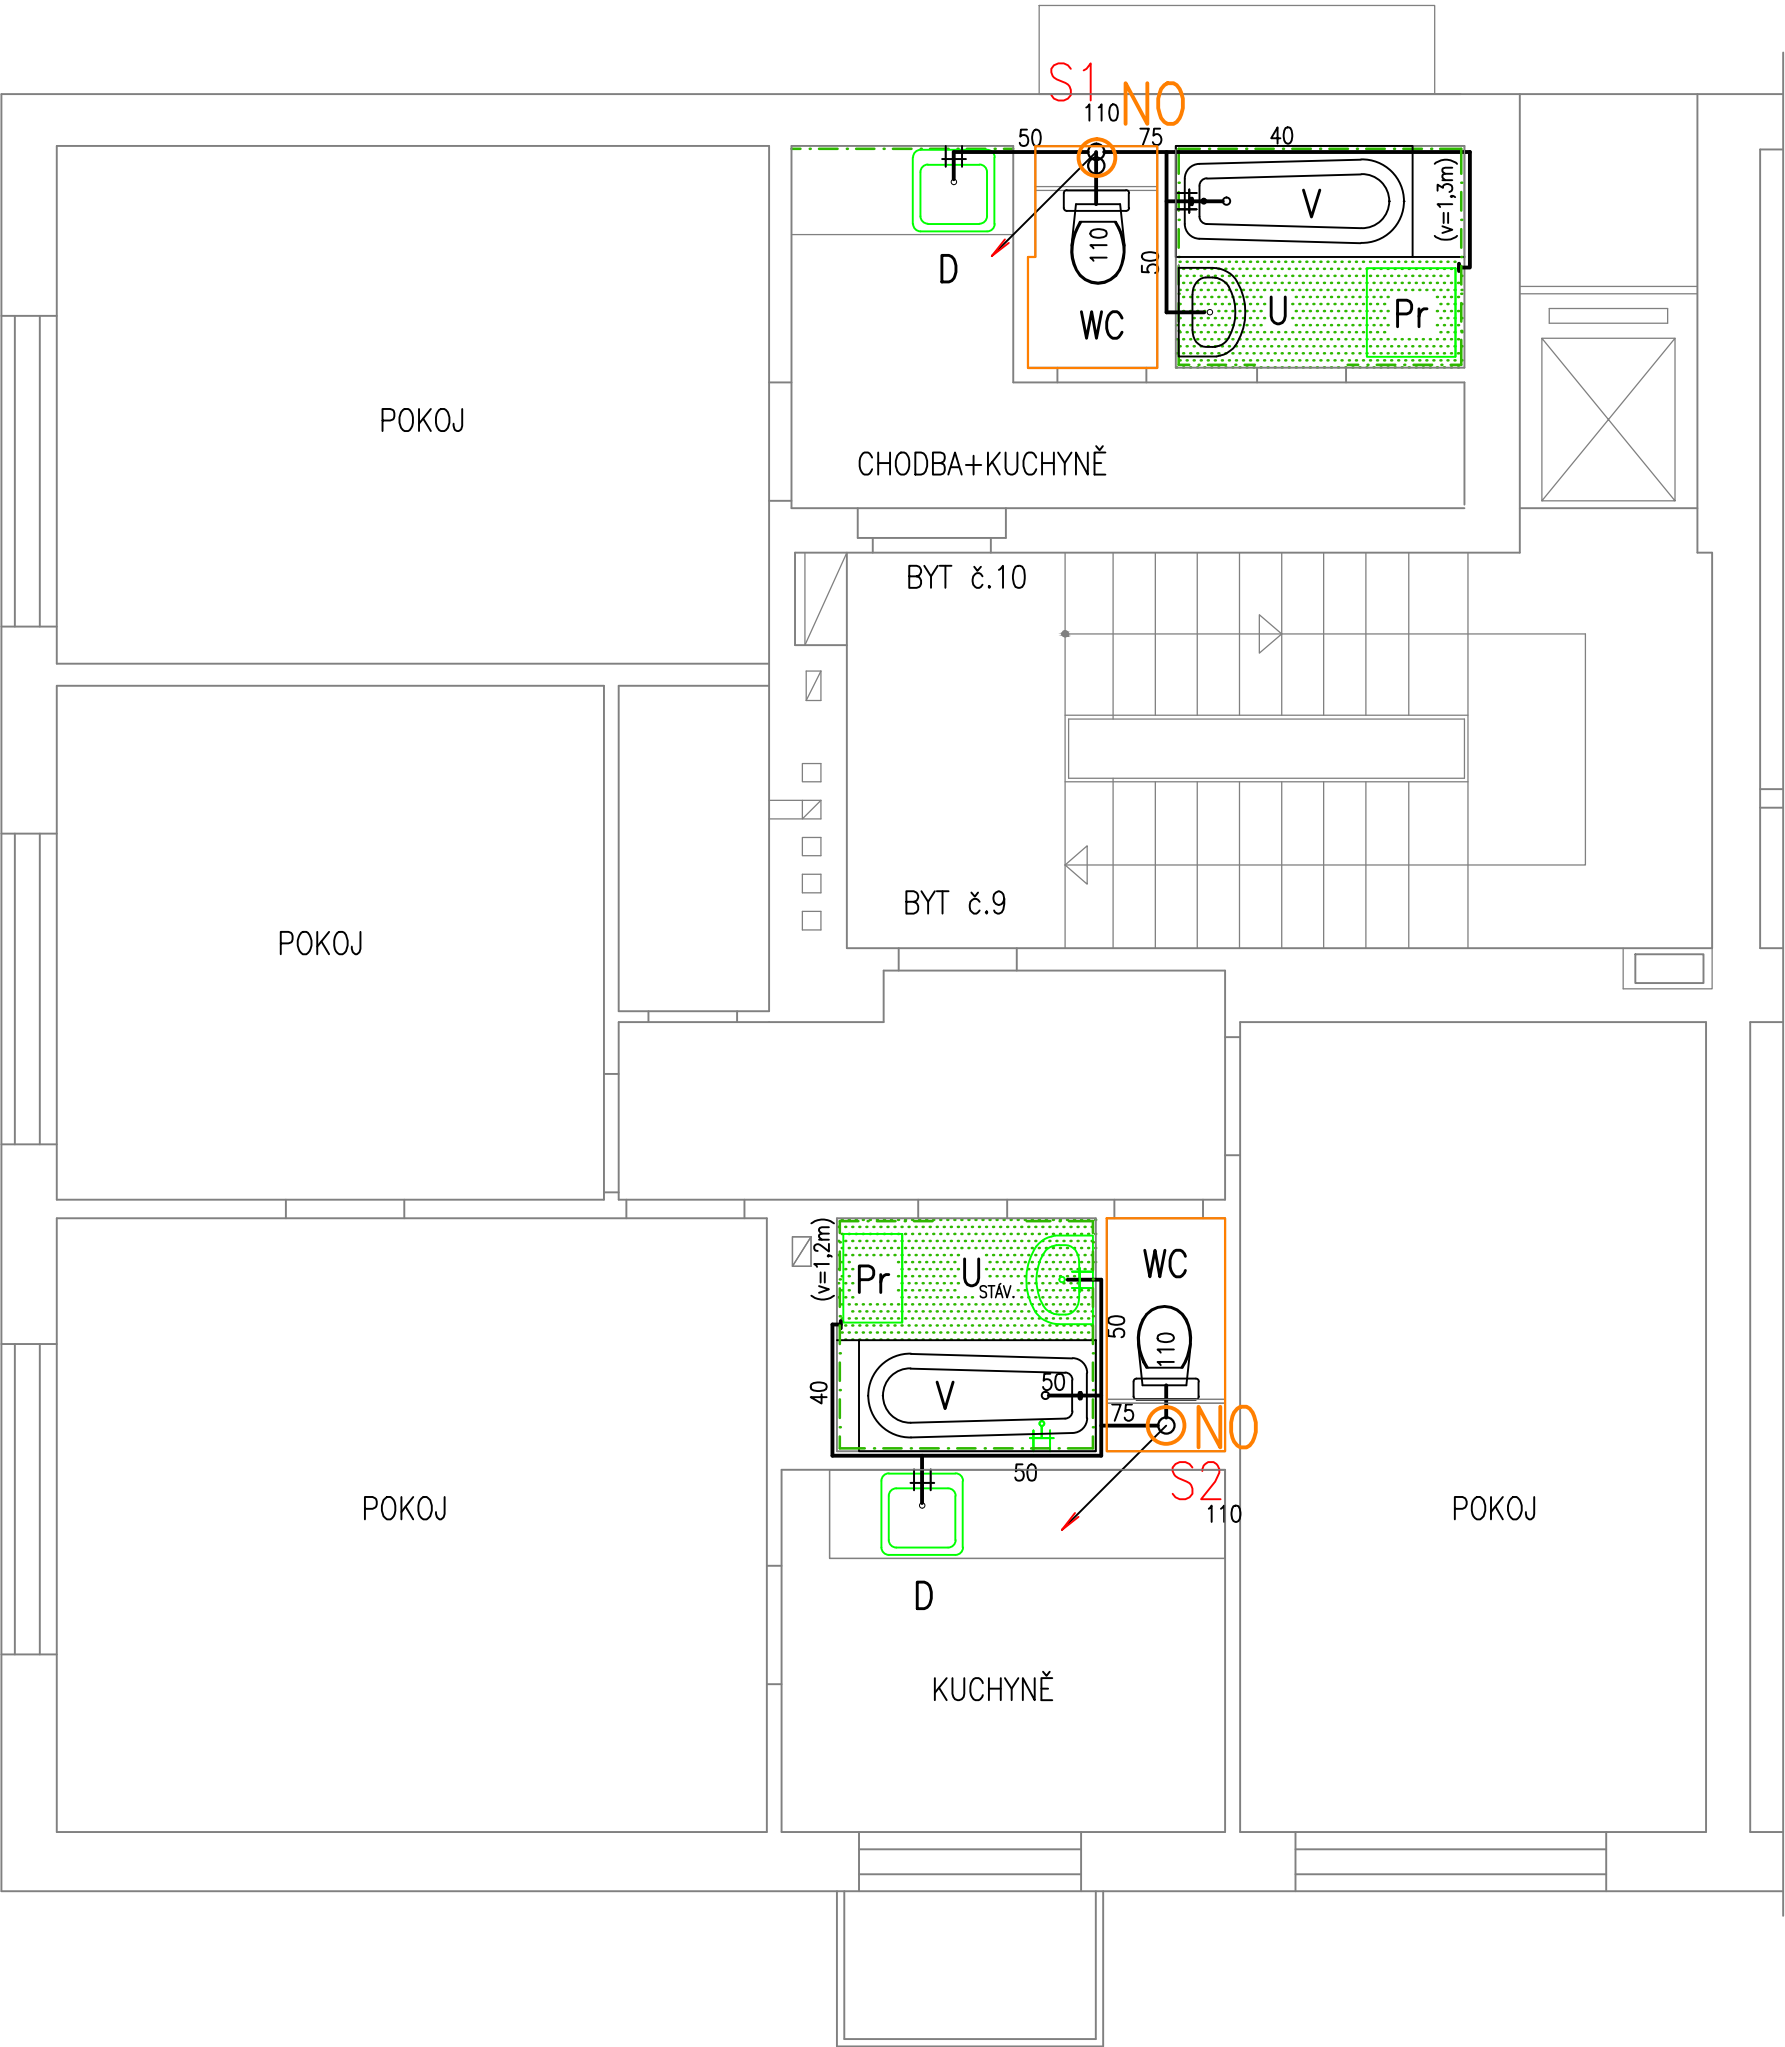 S1
NO
110
50
75
40
(v=1,3m)
V
110
50
D
WC
U
Pr
POKOJ
CHODBA+KUCHYNĚ
BYT č.10
BYT č.9
POKOJ
(v=1,2m)
Pr
U
STÁV.
WC
50
110
40
V
50
75
NO
50
S2
110
POKOJ
POKOJ
D
KUCHYNĚ